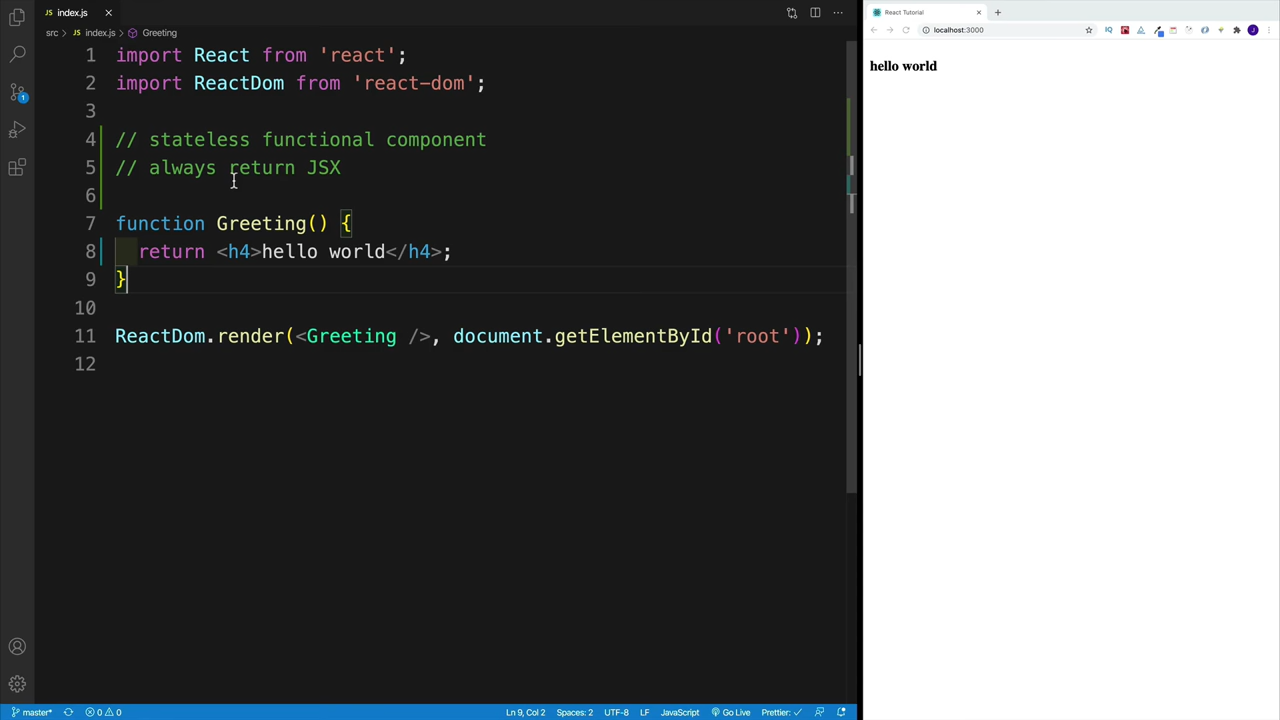 index.js
src > index.js > Greeting
1 import React from 'react';
2 import ReactDom from 'react-dom';
3
4 // stateless functional component
5 // always return JSX
6
7 function Greeting() {
8 return <h4>hello world</h4>;
9 }
10
11 ReactDom.render(<Greeting />, document.getElementById('root'));
12
1
master* 0 0 Ln 9, Col 2 Spaces: 2 UTF-8 LF JavaScript Go Live Prettier: ✓
React Tutorial
localhost:3000
hello world